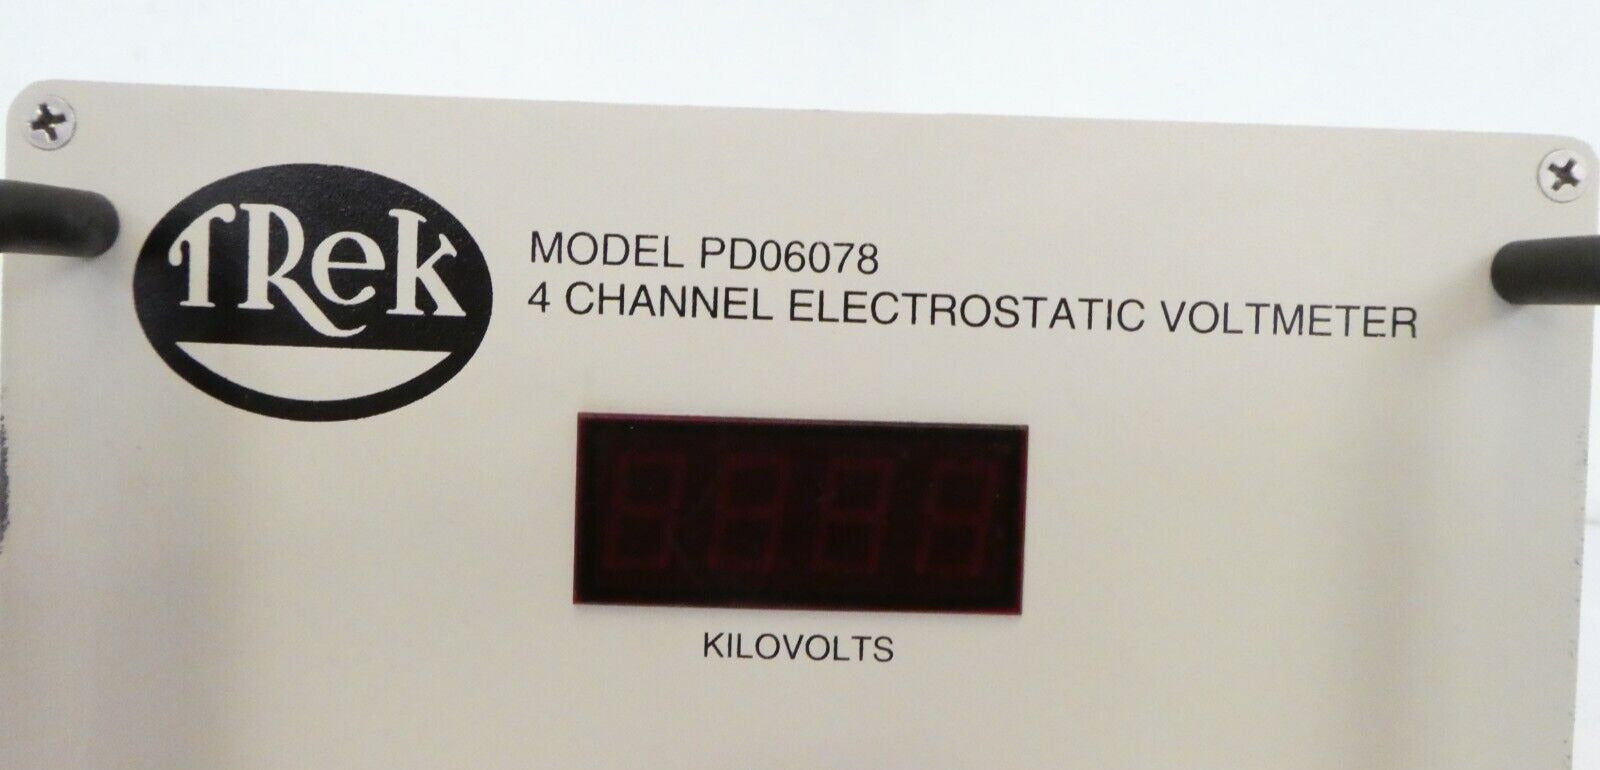 TRek
MODEL PD06078
4 CHANNEL ELECTROSTATIC VOLTMETER
KILOVOLTS